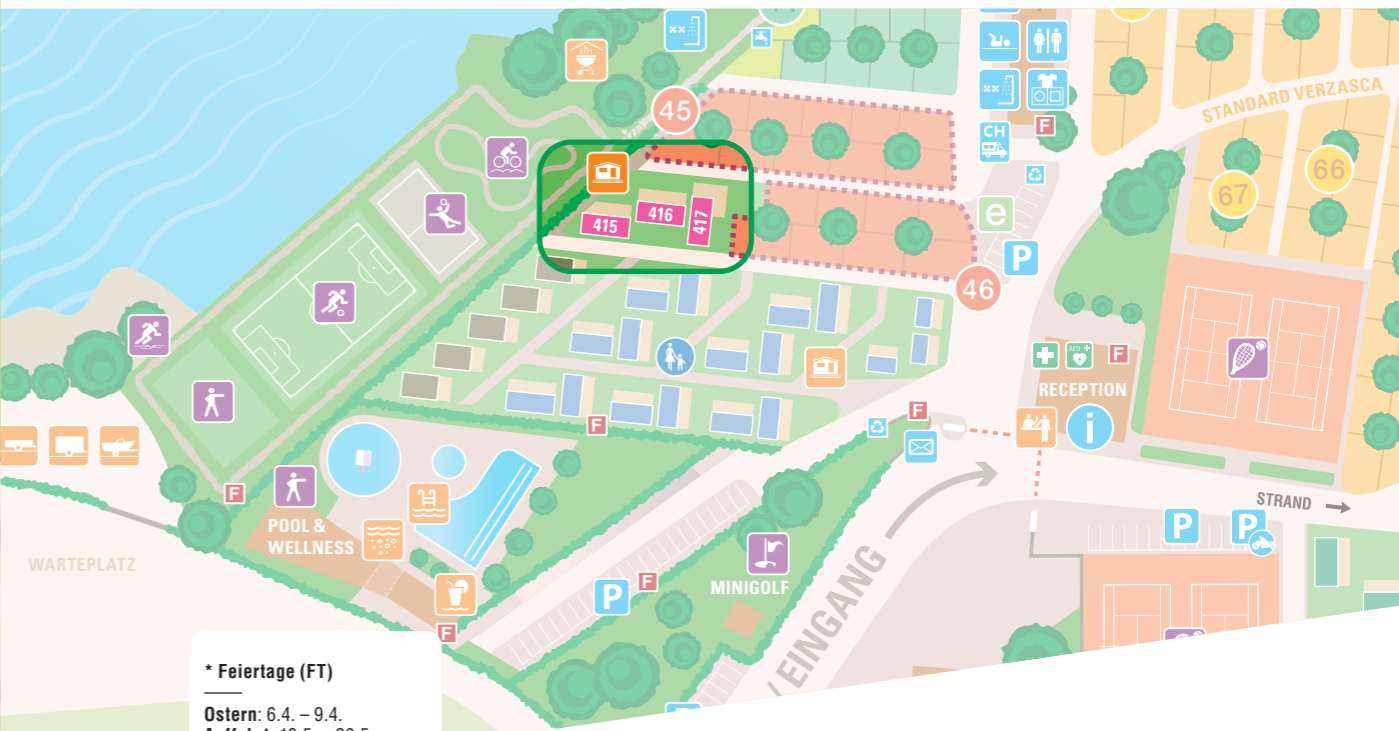 45
CH
STANDARD VERZASCA
F
66
67
415
416
417
e
P
46
F
AED
RECEPTION
F
i
F
F
POOL &
WELLNESS
STRAND
P
P
WARTEPLATZ
MINIGOLF
F
P
EINGANG
F
* Feiertage (FT)
Ostern: 6.4. – 9.4.